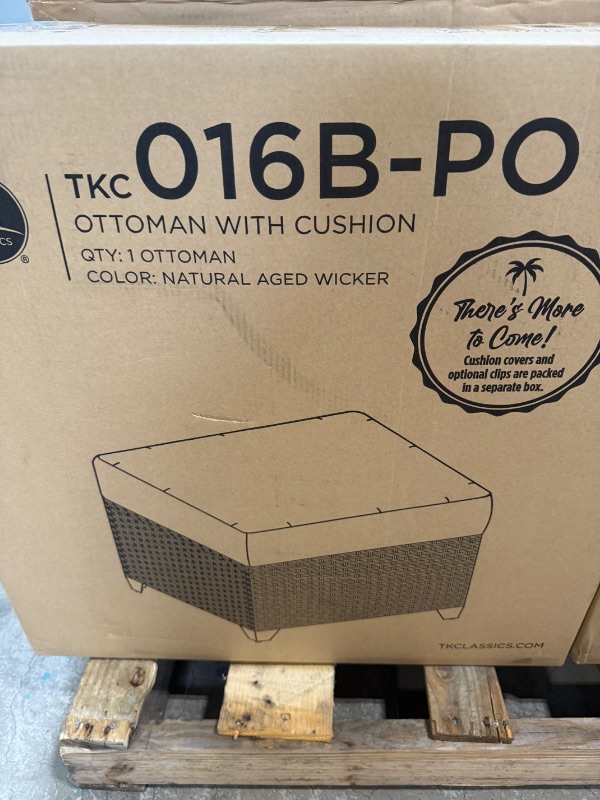 TKC 016B-PO
OTTOMAN WITH CUSHION
QTY: 1 OTTOMAN
COLOR: NATURAL AGED WICKER
CS
®
There's More
to Come!
Cushion covers and
optional clips are packed
in a separate box.
TKCLASSICS.COM